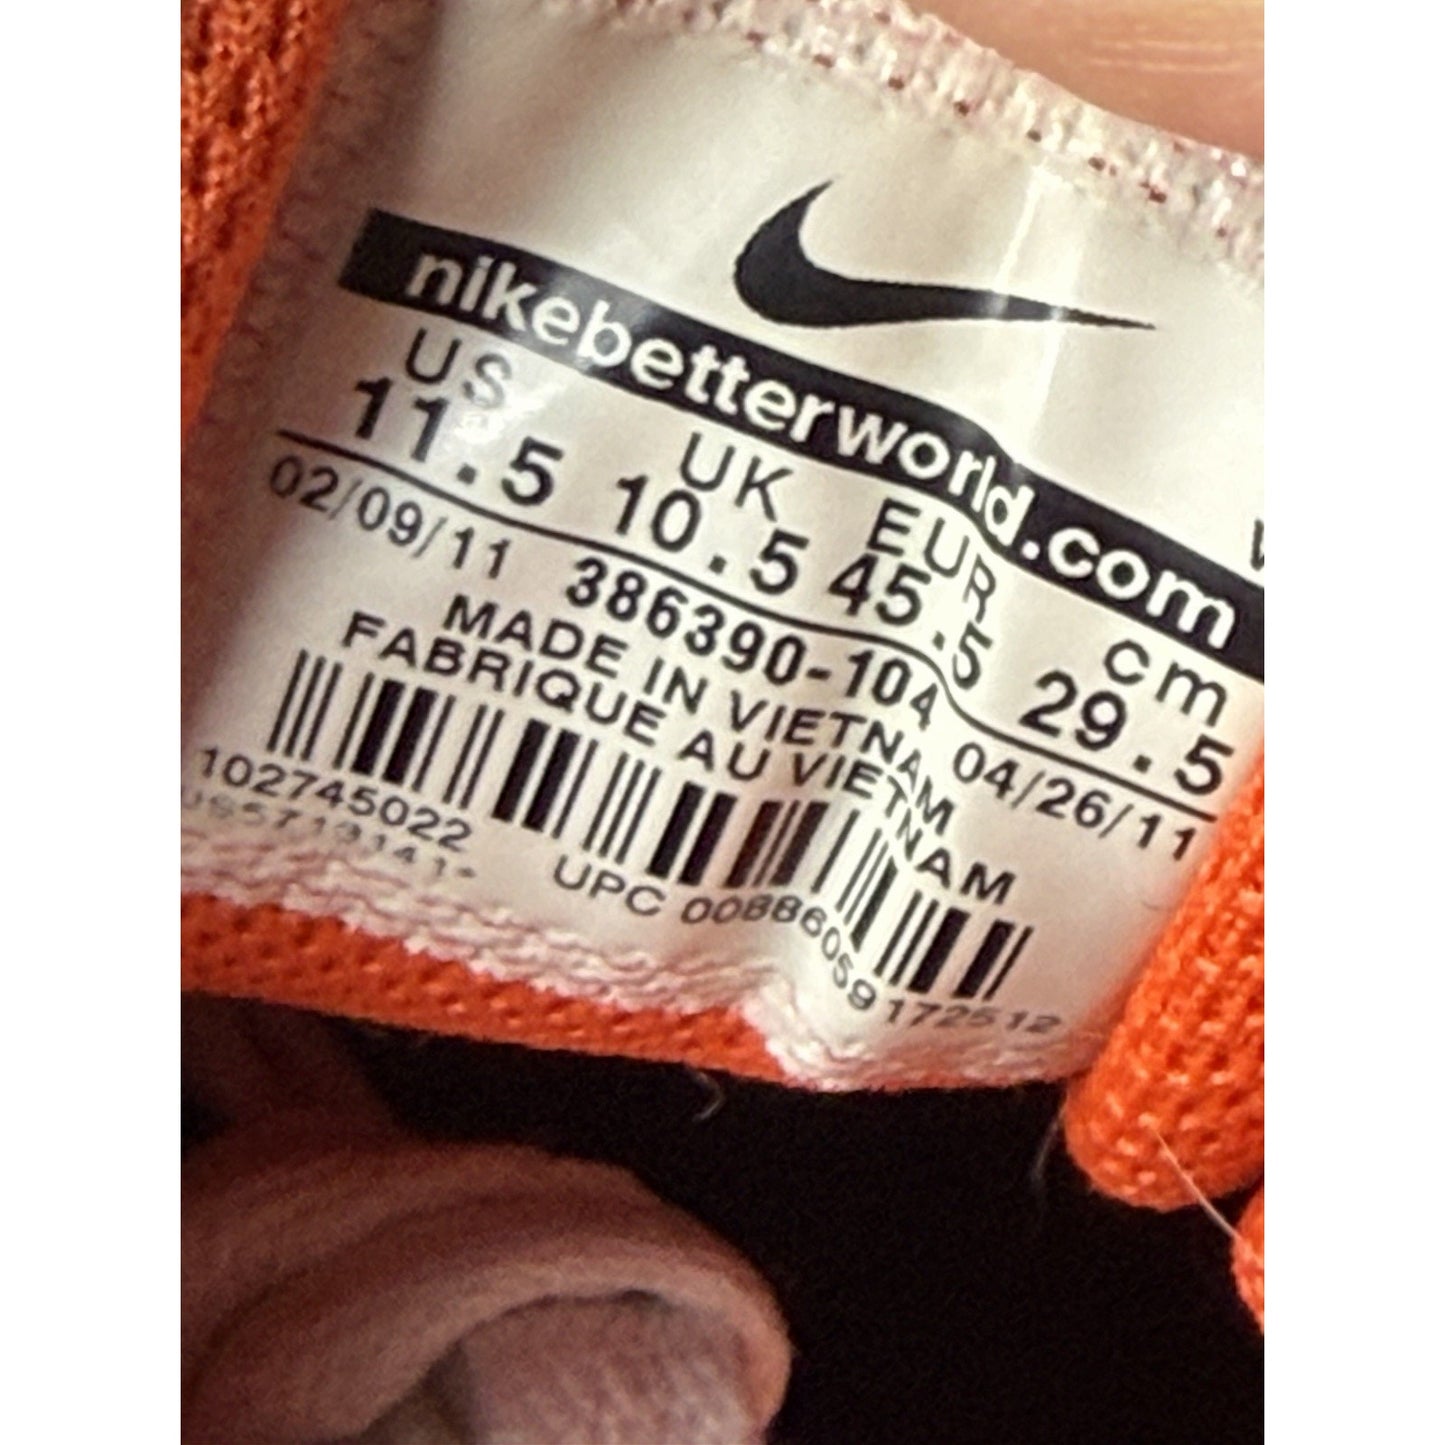 nikebetterworld.com
US UK EUR cm
11.5 10.5 45.5 29.5
02/09/11 386390-104 04/26/11
MADE IN VIETNAM
FABRIQUE AU VIETNAM
102745022
UPC 00886059172512